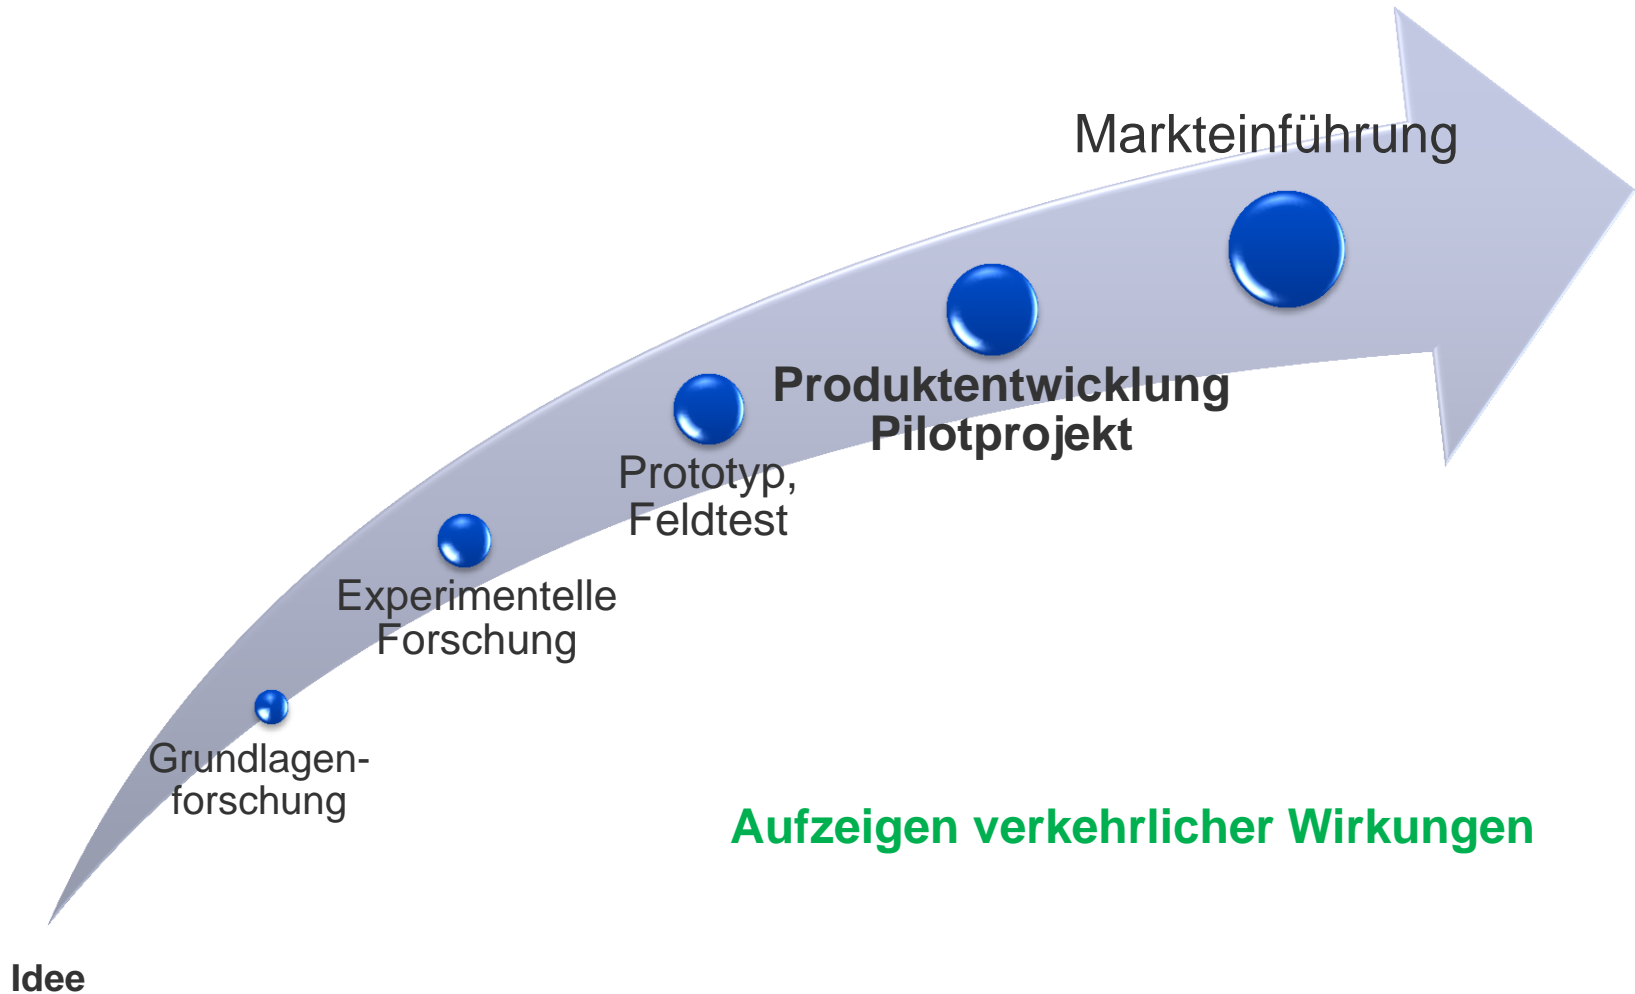 Markteinführung
Produktentwicklung
Pilotprojekt
Prototyp,
Feldtest
Experimentelle
Forschung
Grundlagen-
forschung
Aufzeigen verkehrlicher Wirkungen
Idee